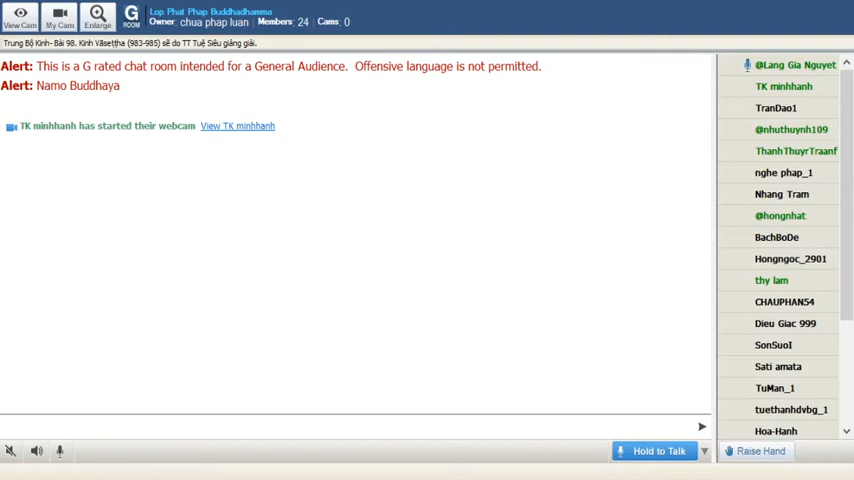 View Cam
My Cam
Enlarge
G
ROOM
Lop Phat Phap Buddhadhamma
Owner: chua phap luan Members: 24 Cams: 0
Trung Bộ Kinh- Bài 98. Kinh Vāseṭṭha (983-985) sẽ do TT Tuệ Siêu giảng giải.
Alert: This is a G rated chat room intended for a General Audience. Offensive language is not permitted.
Alert: Namo Buddhaya
TK minhhanh has started their webcam View TK minhhanh
@Lang Gia Nguyet
TK minhhanh
TranDao1
@nhuthuynh109
ThanhThuyrTraanf
nghe phap_1
Nhang Tram
@hongnhat
BachBoDe
Hongngoc_2901
thy lam
CHAUPHAN54
Dieu Giac 999
SonSuoI
Sati amata
TuMan_1
tuethanhdvbg_1
Hoa-Hanh
Hold to Talk
Raise Hand